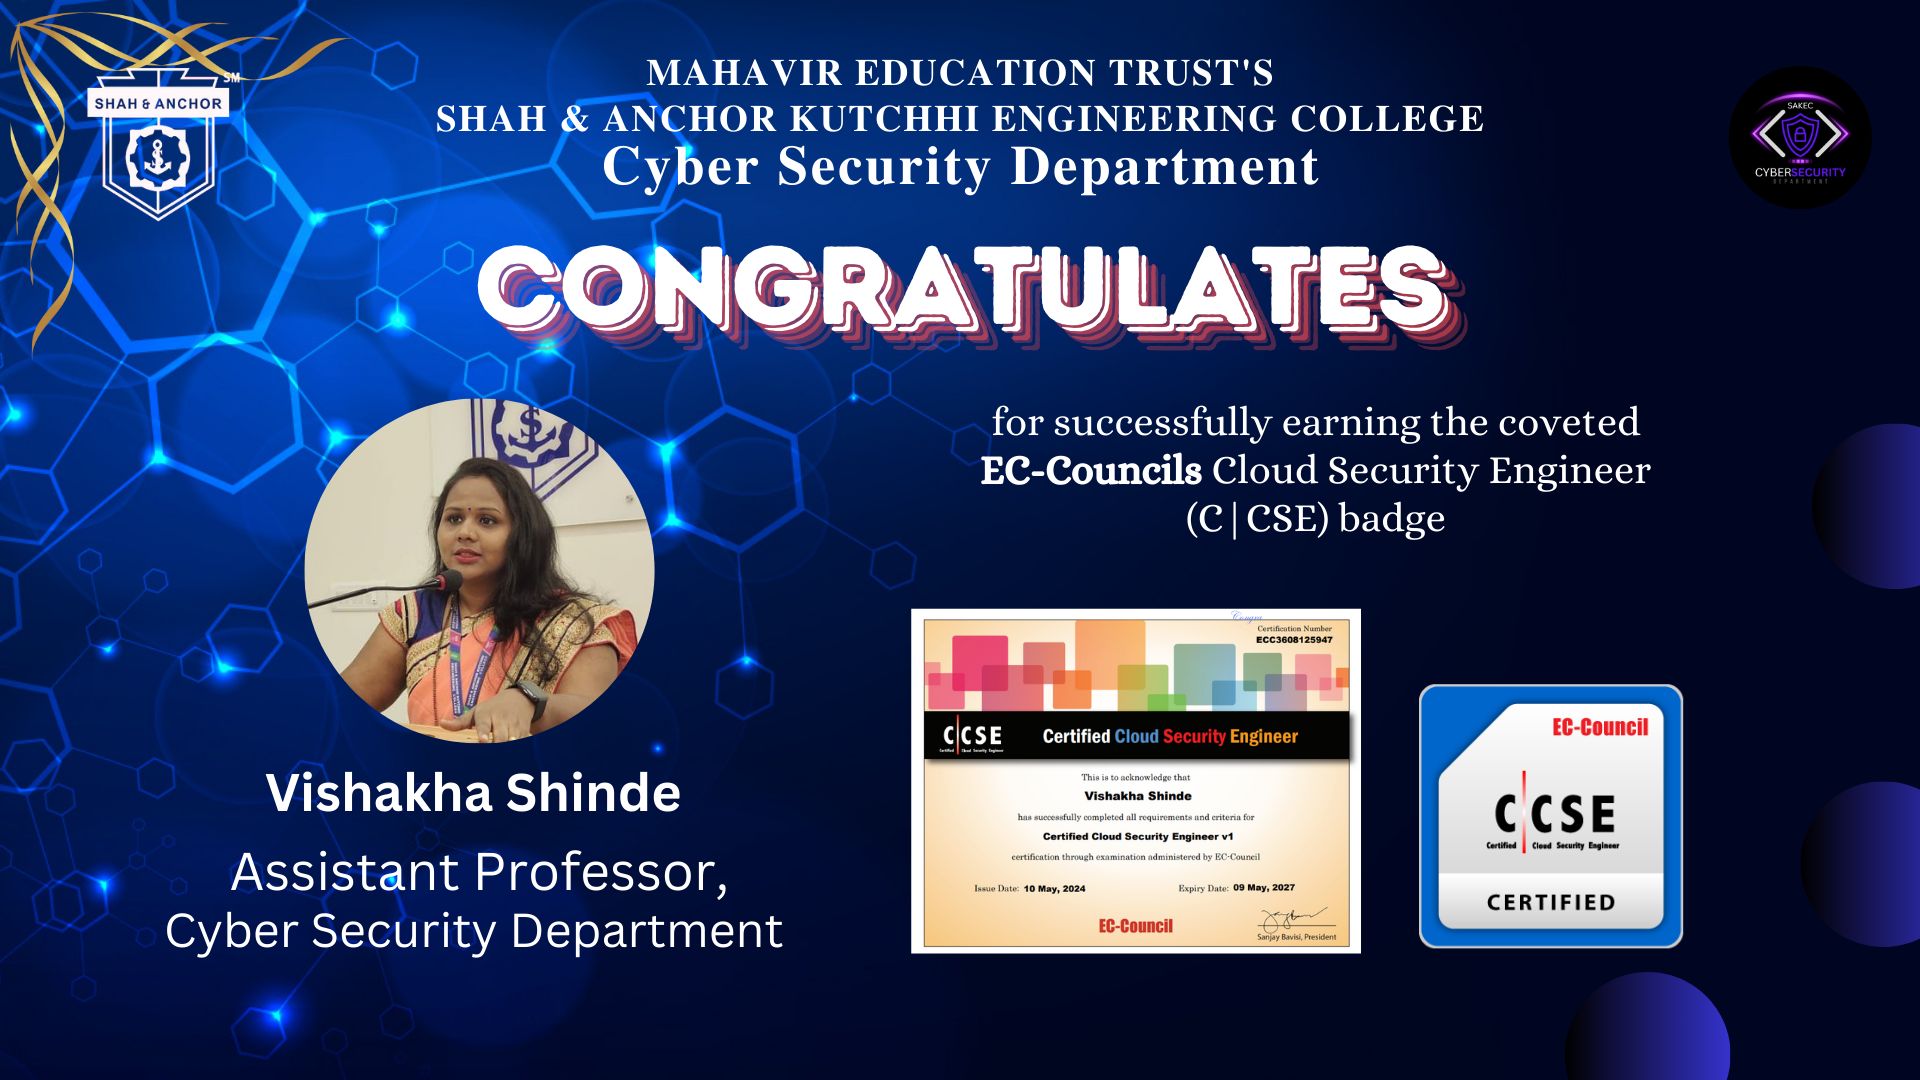 SHAH & ANCHOR
SM
MAHAVIR EDUCATION TRUST'S
SHAH & ANCHOR KUTCHHI ENGINEERING COLLEGE
Cyber Security Department
SAKEC
CYBERSECURITY
DEPARTMENT
CONGRATULATES
for successfully earning the coveted
EC-Councils Cloud Security Engineer
(C|CSE) badge
Vishakha Shinde
Assistant Professor,
Cyber Security Department
Congra
Certification Number
ECC3608125947
C|CSE
Certified Cloud Security Engineer
Certified Cloud Security Engineer
This is to acknowledge that
Vishakha Shinde
has successfully completed all requirements and criteria for
Certified Cloud Security Engineer v1
certification through examination administered by EC-Council
Issue Date: 10 May, 2024 Expiry Date: 09 May, 2027
EC-Council
Sanjay Bavisi, President
EC-Council
C|CSE
Certified Cloud Security Engineer
CERTIFIED